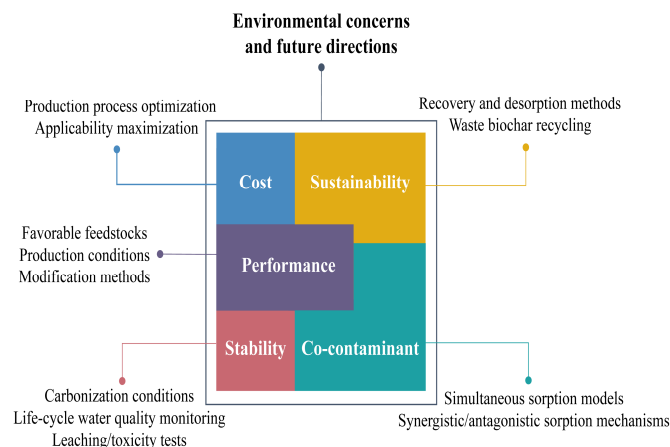 Environmental concerns
and future directions
Production process optimization
Applicability maximization
Recovery and desorption methods
Waste biochar recycling
Cost
Sustainability
Favorable feedstocks
Production conditions
Modification methods
Performance
Stability
Co-contaminant
Carbonization conditions
Life-cycle water quality monitoring
Leaching/toxicity tests
Simultaneous sorption models
Synergistic/antagonistic sorption mechanisms